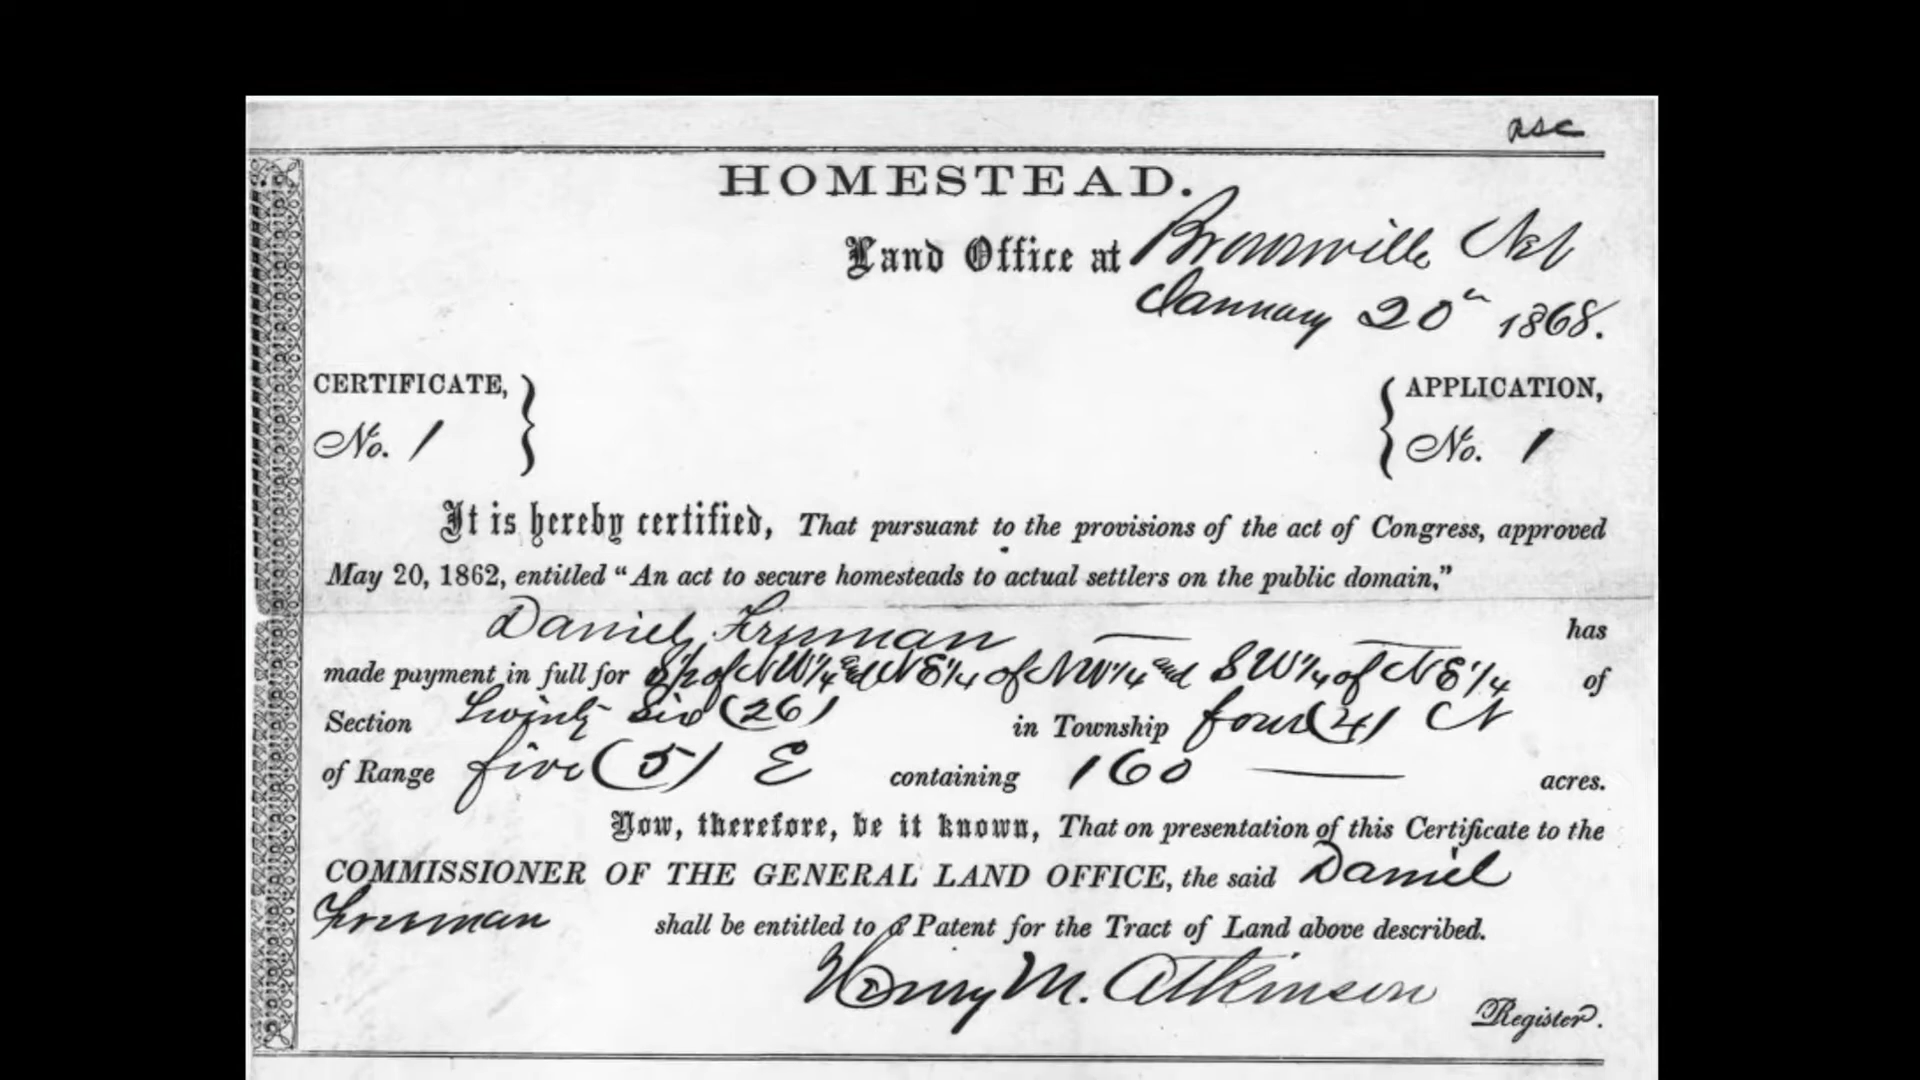 asc
HOMESTEAD.
Land Office at Brownville Neb
January 20th 1868.
CERTIFICATE, No. 1
APPLICATION, No. 1
It is hereby certified, That pursuant to the provisions of the act of Congress, approved
May 20, 1862, entitled “An act to secure homesteads to actual settlers on the public domain,”
Daniel Freeman has
made payment in full for S½ of NW¼ and NE¼ of NW¼ and SW¼ of NE¼ of
Section Twenty Six (26) in Township four (4) N
of Range five (5) E containing 160 acres.
Now, therefore, be it known, That on presentation of this Certificate to the
COMMISSIONER OF THE GENERAL LAND OFFICE, the said Daniel
Freeman shall be entitled to a Patent for the Tract of Land above described.
Henry M. Atkinson
Register.